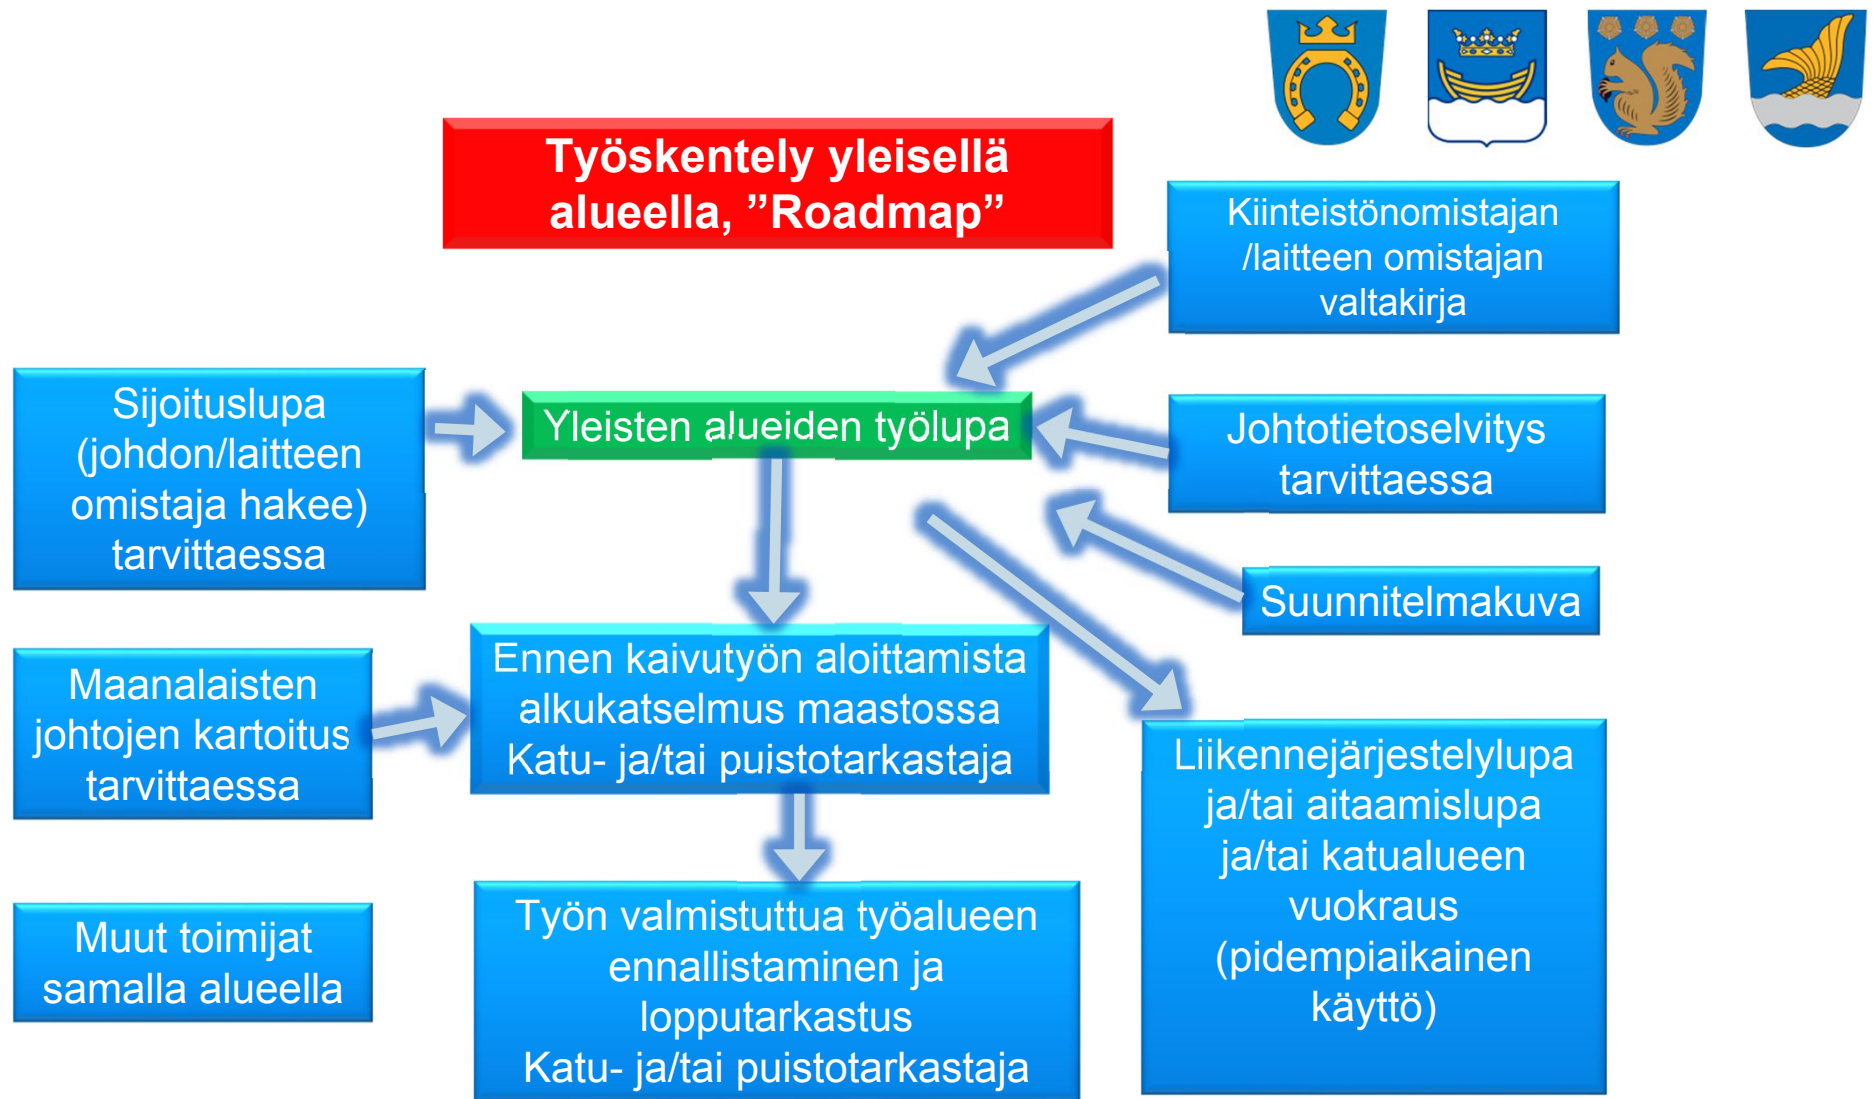 Työskentely yleisellä
alueella, ”Roadmap”
Kiinteistönomistajan
/laitteen omistajan
valtakirja
Sijoituslupa
(johdon/laitteen
omistaja hakee)
tarvittaessa
Yleisten alueiden työlupa
Johtotietoselvitys
tarvittaessa
Suunnitelmakuva
Maanalaisten
johtojen kartoitus
tarvittaessa
Ennen kaivutyön aloittamista
alkukatselmus maastossa
Katu- ja/tai puistotarkastaja
Liikennejärjestelylupa
ja/tai aitaamislupa
ja/tai katualueen
vuokraus
(pidempiaikainen
käyttö)
Muut toimijat
samalla alueella
Työn valmistuttua työalueen
ennallistaminen ja
lopputarkastus
Katu- ja/tai puistotarkastaja